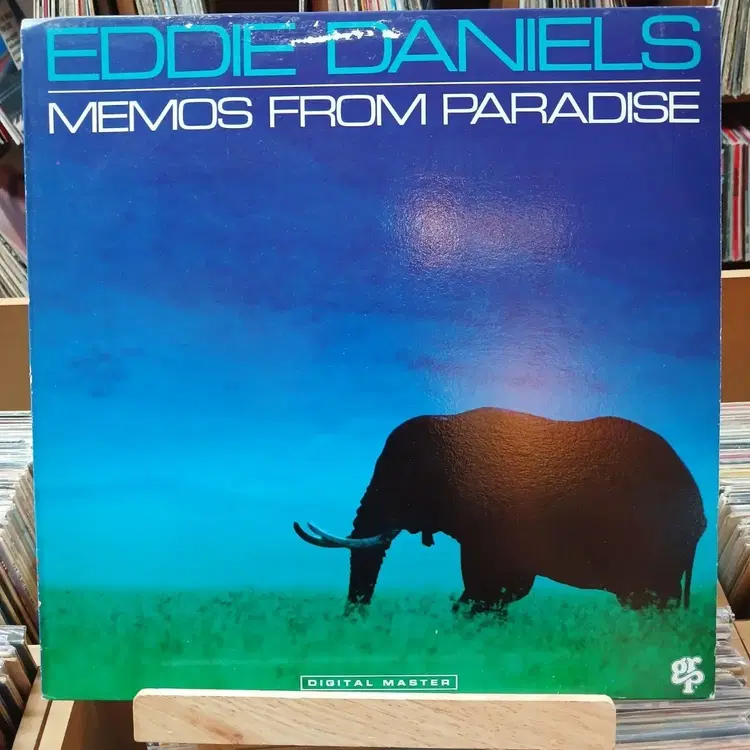 EDDIE DANIELS
MEMOS FROM PARADISE
DIGITAL MASTER
grp